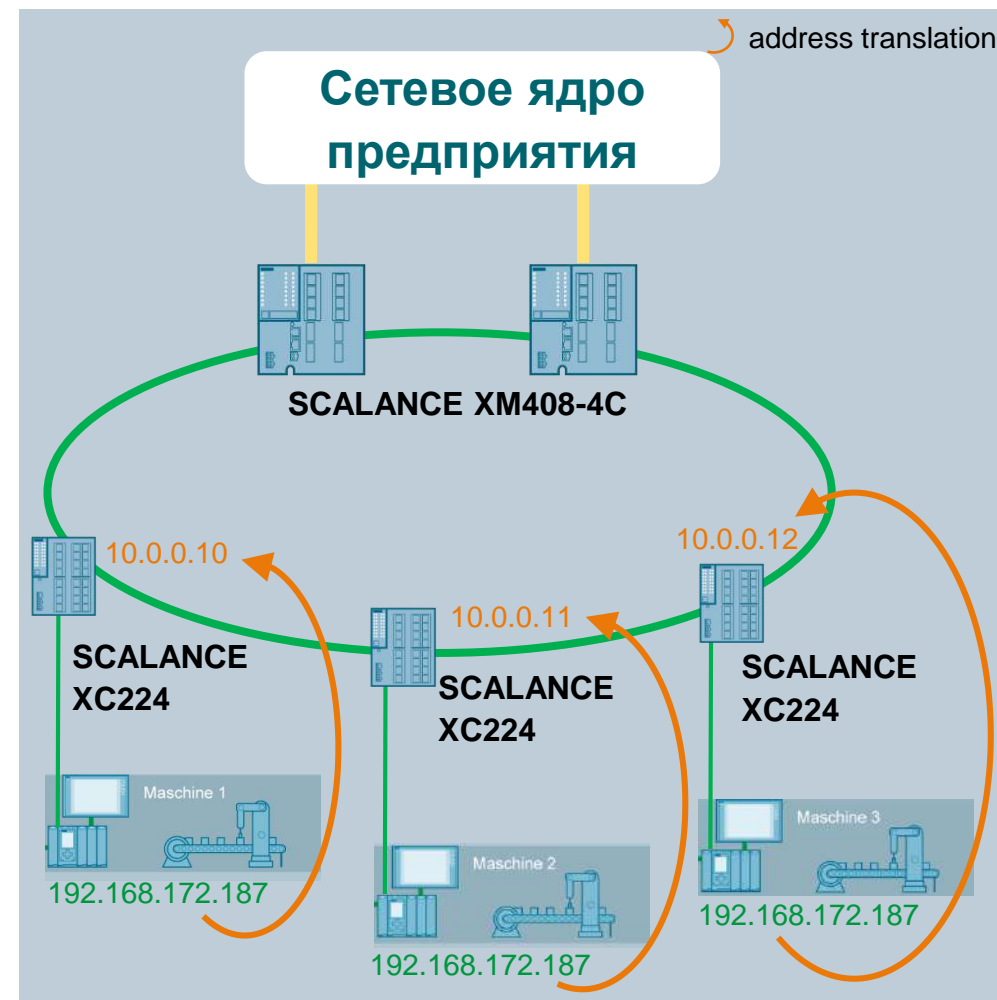 address translation
Сетевое ядро
предприятия
SCALANCE XM408-4C
10.0.0.10
10.0.0.11
10.0.0.12
SCALANCE
XC224
SCALANCE
XC224
SCALANCE
XC224
Maschine 1
192.168.172.187
Maschine 2
192.168.172.187
Maschine 3
192.168.172.187